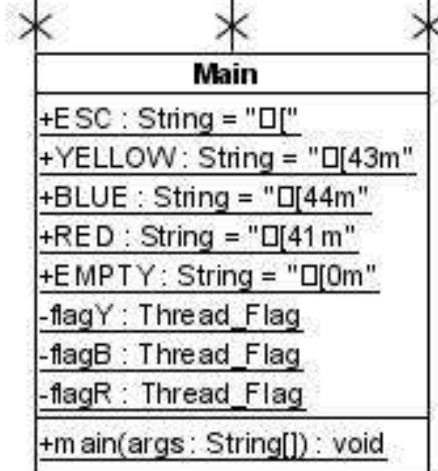 Main
+ESC : String = "□["
+YELLOW : String = "□[43m"
+BLUE : String = "□[44m"
+RED : String = "□[41m"
+EMPTY : String = "□[0m"
-flagY : Thread_Flag
-flagB : Thread_Flag
-flagR : Thread_Flag
+main(args : String[]) : void